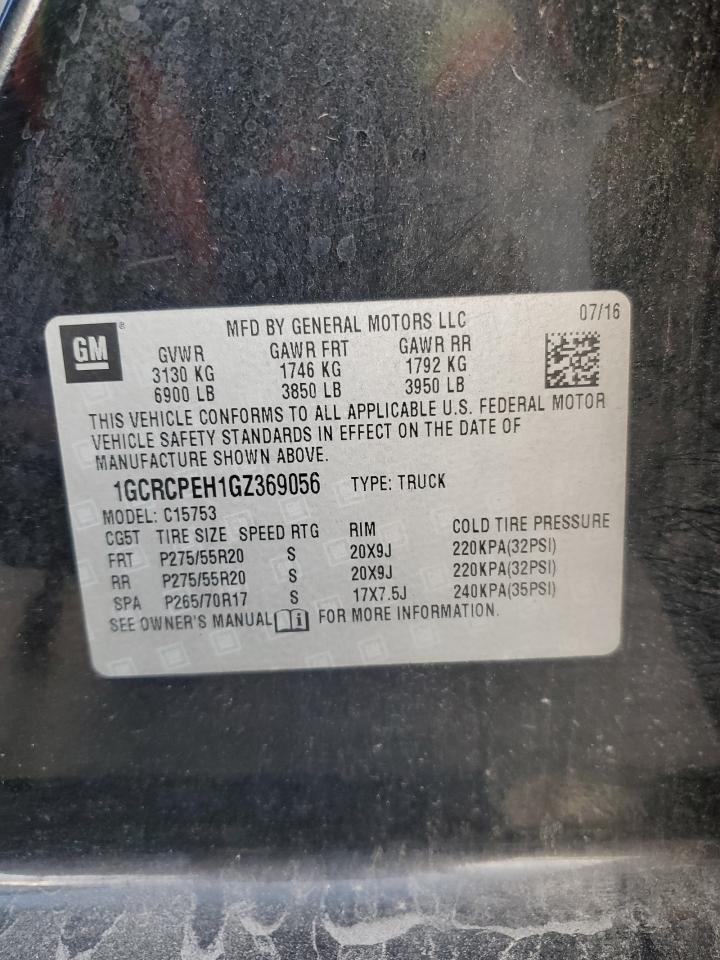 GM ®
MFD BY GENERAL MOTORS LLC 07/16
GVWR GAWR FRT GAWR RR
3130 KG 1746 KG 1792 KG
6900 LB 3850 LB 3950 LB
THIS VEHICLE CONFORMS TO ALL APPLICABLE U.S. FEDERAL MOTOR
VEHICLE SAFETY STANDARDS IN EFFECT ON THE DATE OF
MANUFACTURE SHOWN ABOVE.
1GCRCPEH1GZ369056 TYPE: TRUCK
MODEL: C15753
CG5T TIRE SIZE SPEED RTG RIM COLD TIRE PRESSURE
FRT P275/55R20 S 20X9J 220KPA(32PSI)
RR P275/55R20 S 20X9J 220KPA(32PSI)
SPA P265/70R17 S 17X7.5J 240KPA(35PSI)
SEE OWNER'S MANUAL i FOR MORE INFORMATION.